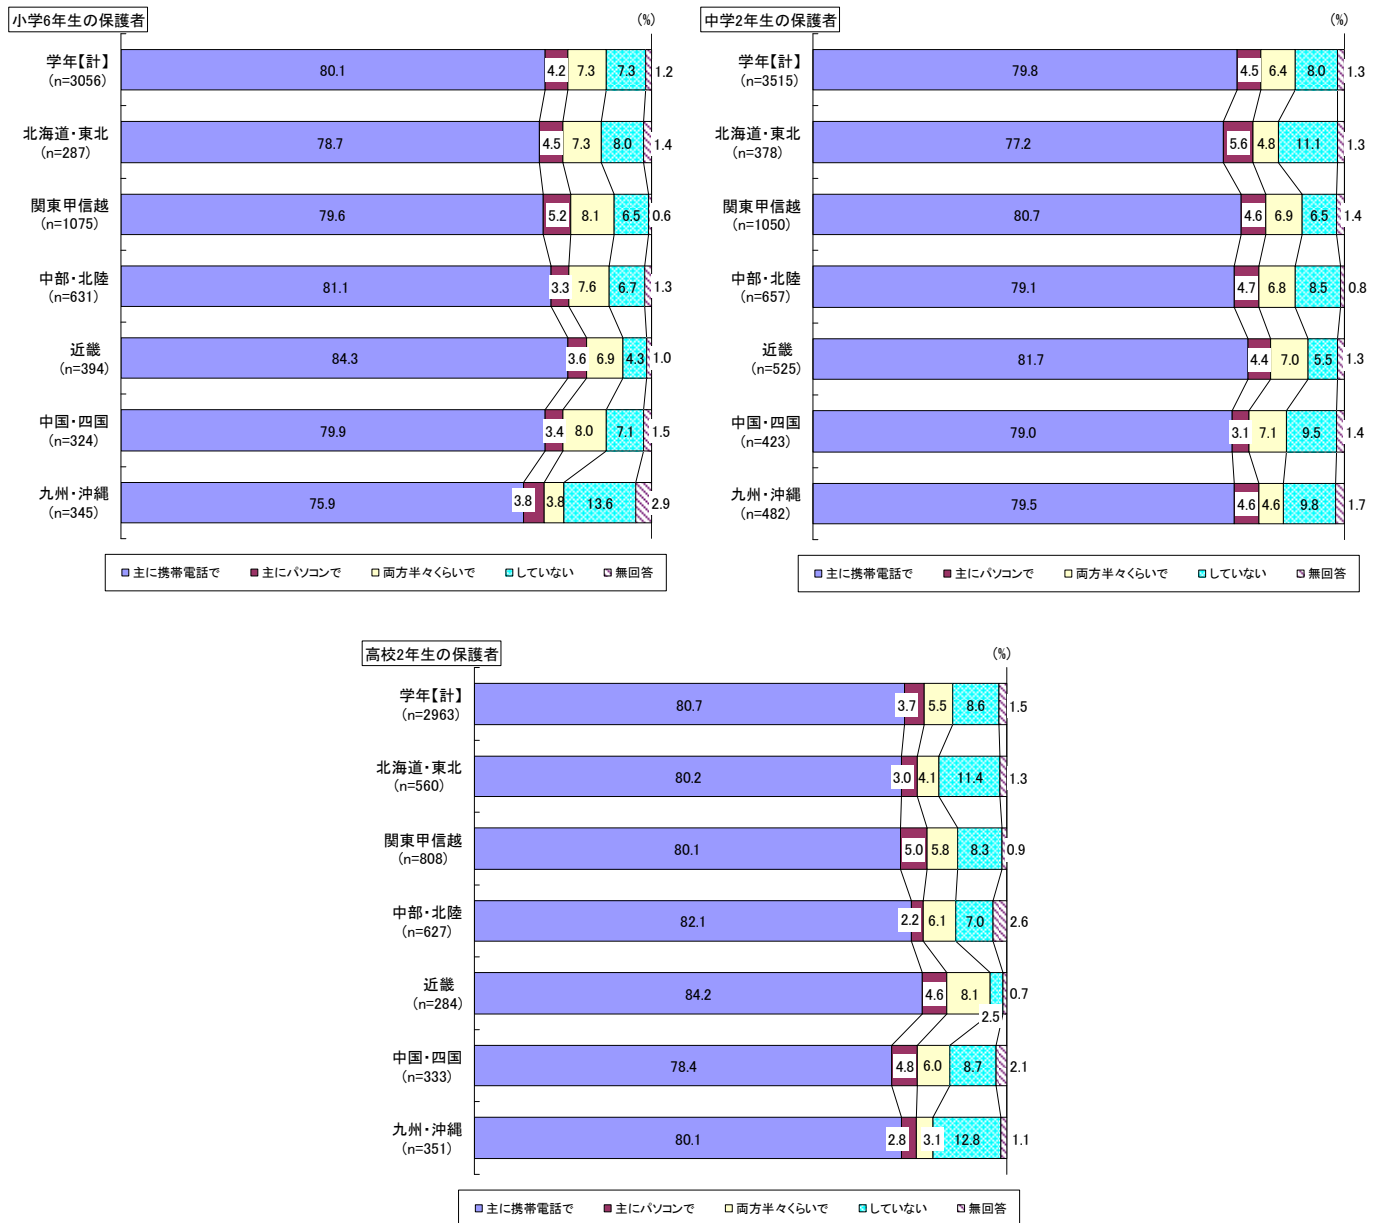 小学6年生の保護者
(%)
学年【計】
(n=3056)
80.1 4.2 7.3 7.3 1.2
北海道・東北
(n=287)
78.7 4.5 7.3 8.0 1.4
関東甲信越
(n=1075)
79.6 5.2 8.1 6.5 0.6
中部・北陸
(n=631)
81.1 3.3 7.6 6.7 1.3
近畿
(n=394)
84.3 3.6 6.9 4.3 1.0
中国・四国
(n=324)
79.9 3.4 8.0 7.1 1.5
九州・沖縄
(n=345)
75.9 3.8 3.8 13.6 2.9
主に携帯電話で 主にパソコンで 両方半々くらいで していない 無回答
中学2年生の保護者
(%)
学年【計】
(n=3515)
79.8 4.5 6.4 8.0 1.3
北海道・東北
(n=378)
77.2 5.6 4.8 11.1 1.3
関東甲信越
(n=1050)
80.7 4.6 6.9 6.5 1.4
中部・北陸
(n=657)
79.1 4.7 6.8 8.5 0.8
近畿
(n=525)
81.7 4.4 7.0 5.5 1.3
中国・四国
(n=423)
79.0 3.1 7.1 9.5 1.4
九州・沖縄
(n=482)
79.5 4.6 4.6 9.8 1.7
主に携帯電話で 主にパソコンで 両方半々くらいで していない 無回答
高校2年生の保護者
(%)
学年【計】
(n=2963)
80.7 3.7 5.5 8.6 1.5
北海道・東北
(n=560)
80.2 3.0 4.1 11.4 1.3
関東甲信越
(n=808)
80.1 5.0 5.8 8.3 0.9
中部・北陸
(n=627)
82.1 2.2 6.1 7.0 2.6
近畿
(n=284)
84.2 4.6 8.1 2.5 0.7
中国・四国
(n=333)
78.4 4.8 6.0 8.7 2.1
九州・沖縄
(n=351)
80.1 2.8 3.1 12.8 1.1
主に携帯電話で 主にパソコンで 両方半々くらいで していない 無回答